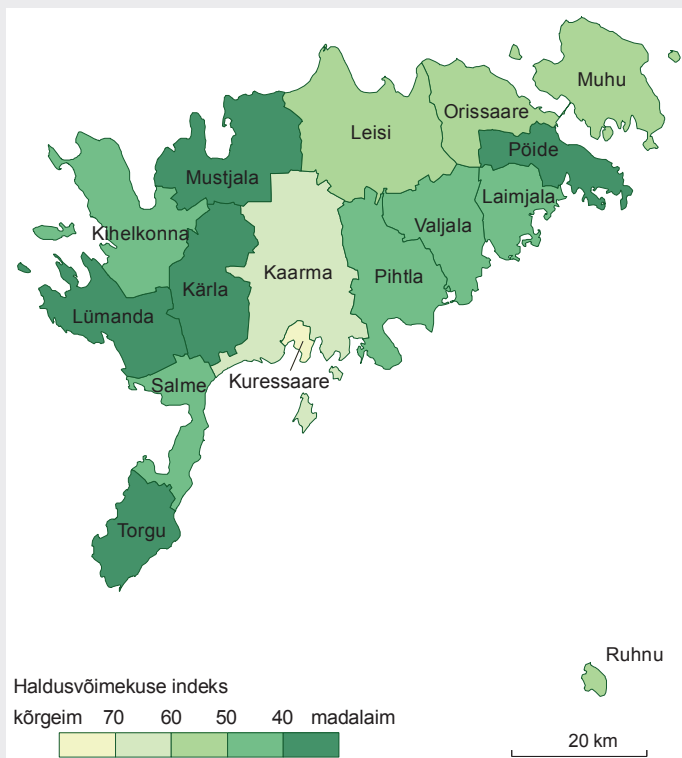 Muhu
Orissaare
Leisi
Pöide
Mustjala
Laimjala
Valjala
Kihelkonna
Kaarma
Pihtla
Kärla
Lümanda
Salme
Kuressaare
Torgu
Ruhnu
Haldusvõimekuse indeks
kõrgeim 70 60 50 40 madalaim
20 km